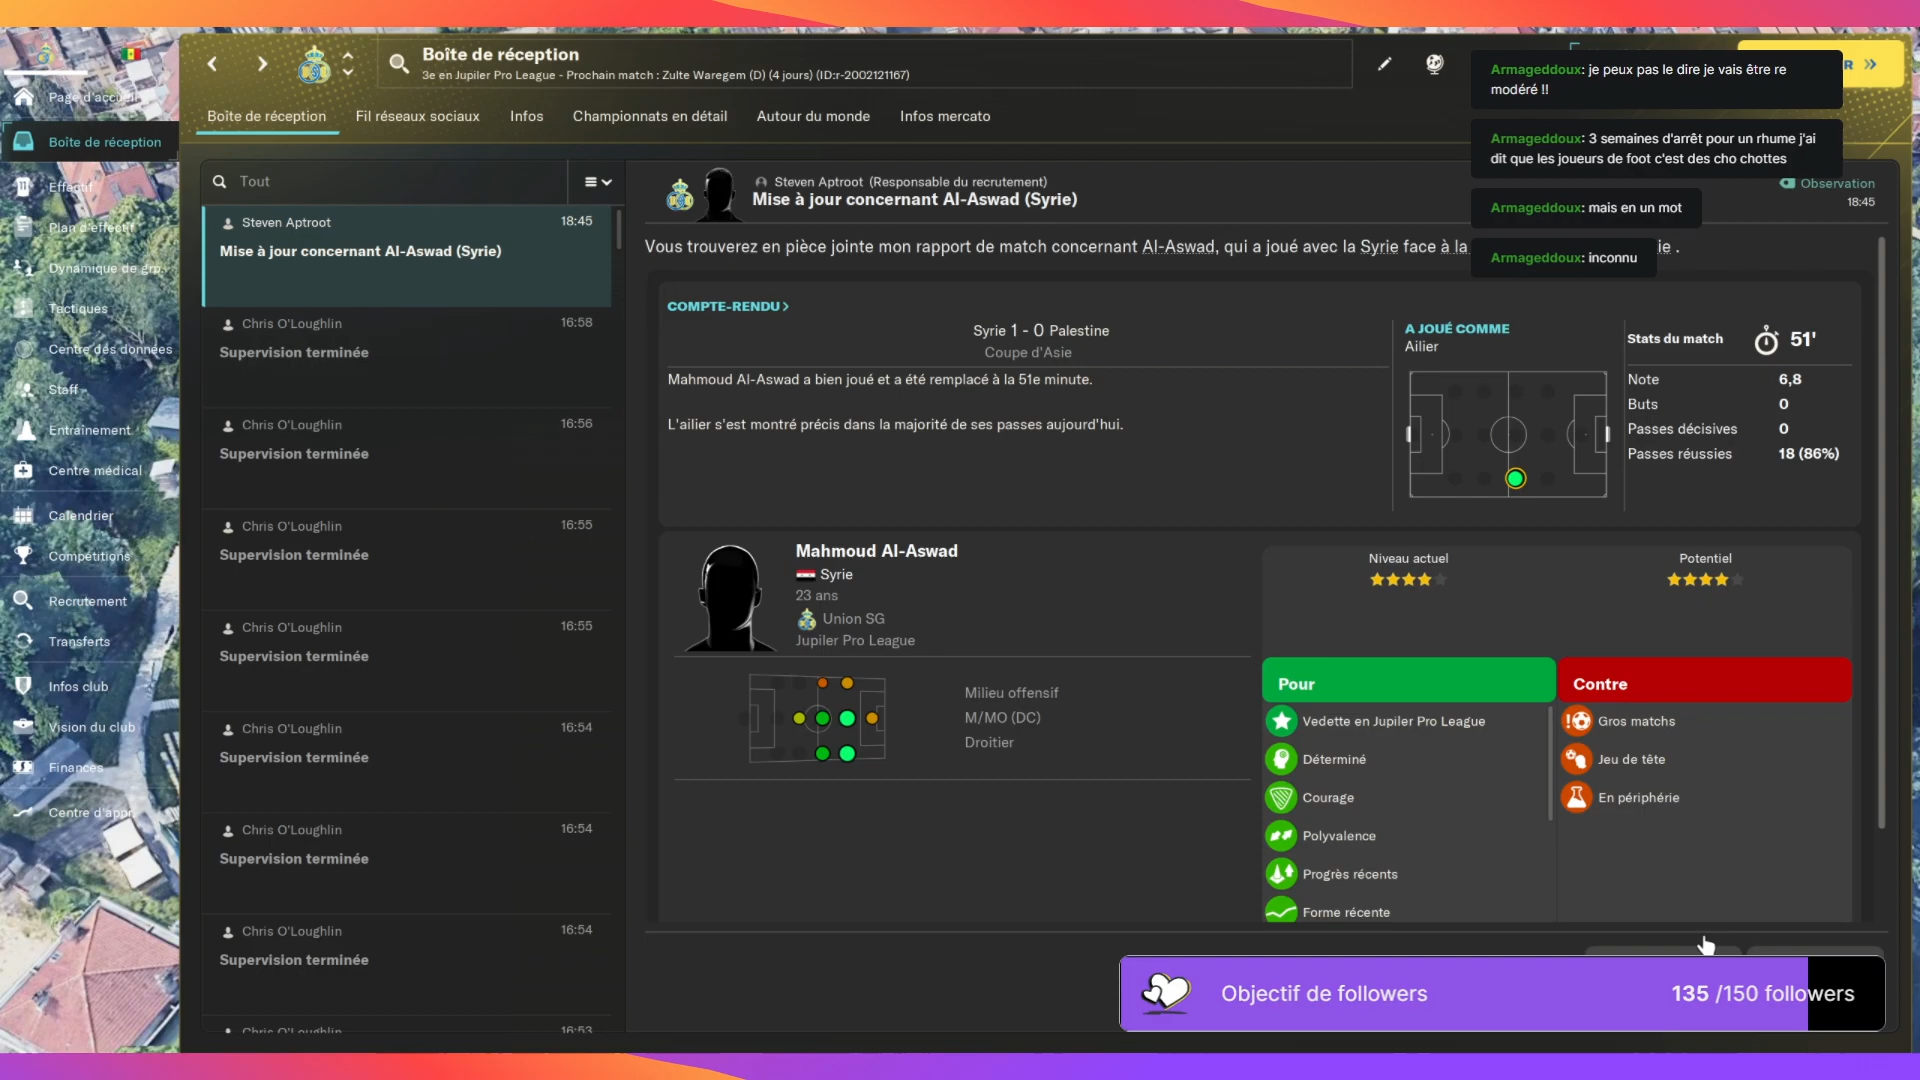 Boîte de réception
3e en Jupiler Pro League - Prochain match : Zulte Waregem (D) (4 jours) (ID:r-2002121167)
R
Boîte de réception
Fil réseaux sociaux
Infos
Championnats en détail
Autour du monde
Infos mercato
Armageddoux: je peux pas le dire je vais être re
modéré !!
Armageddoux: 3 semaines d'arrêt pour un rhume j'ai
dit que les joueurs de foot c'est des cho chottes
Armageddoux: mais en un mot
Armageddoux: inconnu
Page d'accueil
Boîte de réception
Effectif
Plan d'effectif
Dynamique de grp.
Tactiques
Centre des données
Staff
Entraînement
Centre médical
Calendrier
Compétitions
Recrutement
Transferts
Infos club
Vision du club
Finances
Centre d'appr
Tout
Steven Aptroot
18:45
Mise à jour concernant Al-Aswad (Syrie)
Chris O'Loughlin
16:58
Supervision terminée
Chris O'Loughlin
16:56
Supervision terminée
Chris O'Loughlin
16:55
Supervision terminée
Chris O'Loughlin
16:55
Supervision terminée
Chris O'Loughlin
16:54
Supervision terminée
Chris O'Loughlin
16:54
Supervision terminée
Chris O'Loughlin
16:54
Supervision terminée
Chris O'Loughlin
16:53
Steven Aptroot (Responsable du recrutement)
Mise à jour concernant Al-Aswad (Syrie)
Observation
18:45
Vous trouverez en pièce jointe mon rapport de match concernant Al-Aswad, qui a joué avec la Syrie face à la
ie .
COMPTE-RENDU
Syrie 1 - 0 Palestine
Coupe d'Asie
Mahmoud Al-Aswad a bien joué et a été remplacé à la 51e minute.
L'ailier s'est montré précis dans la majorité de ses passes aujourd'hui.
A JOUÉ COMME
Ailier
Stats du match
51'
Note 6,8
Buts 0
Passes décisives 0
Passes réussies 18 (86%)
Mahmoud Al-Aswad
Syrie
23 ans
Union SG
Jupiler Pro League
Milieu offensif
M/MO (DC)
Droitier
Niveau actuel
Potentiel
Pour
Vedette en Jupiler Pro League
Déterminé
Courage
Polyvalence
Progrès récents
Forme récente
Contre
Gros matchs
Jeu de tête
En périphérie
Objectif de followers
135 /150 followers